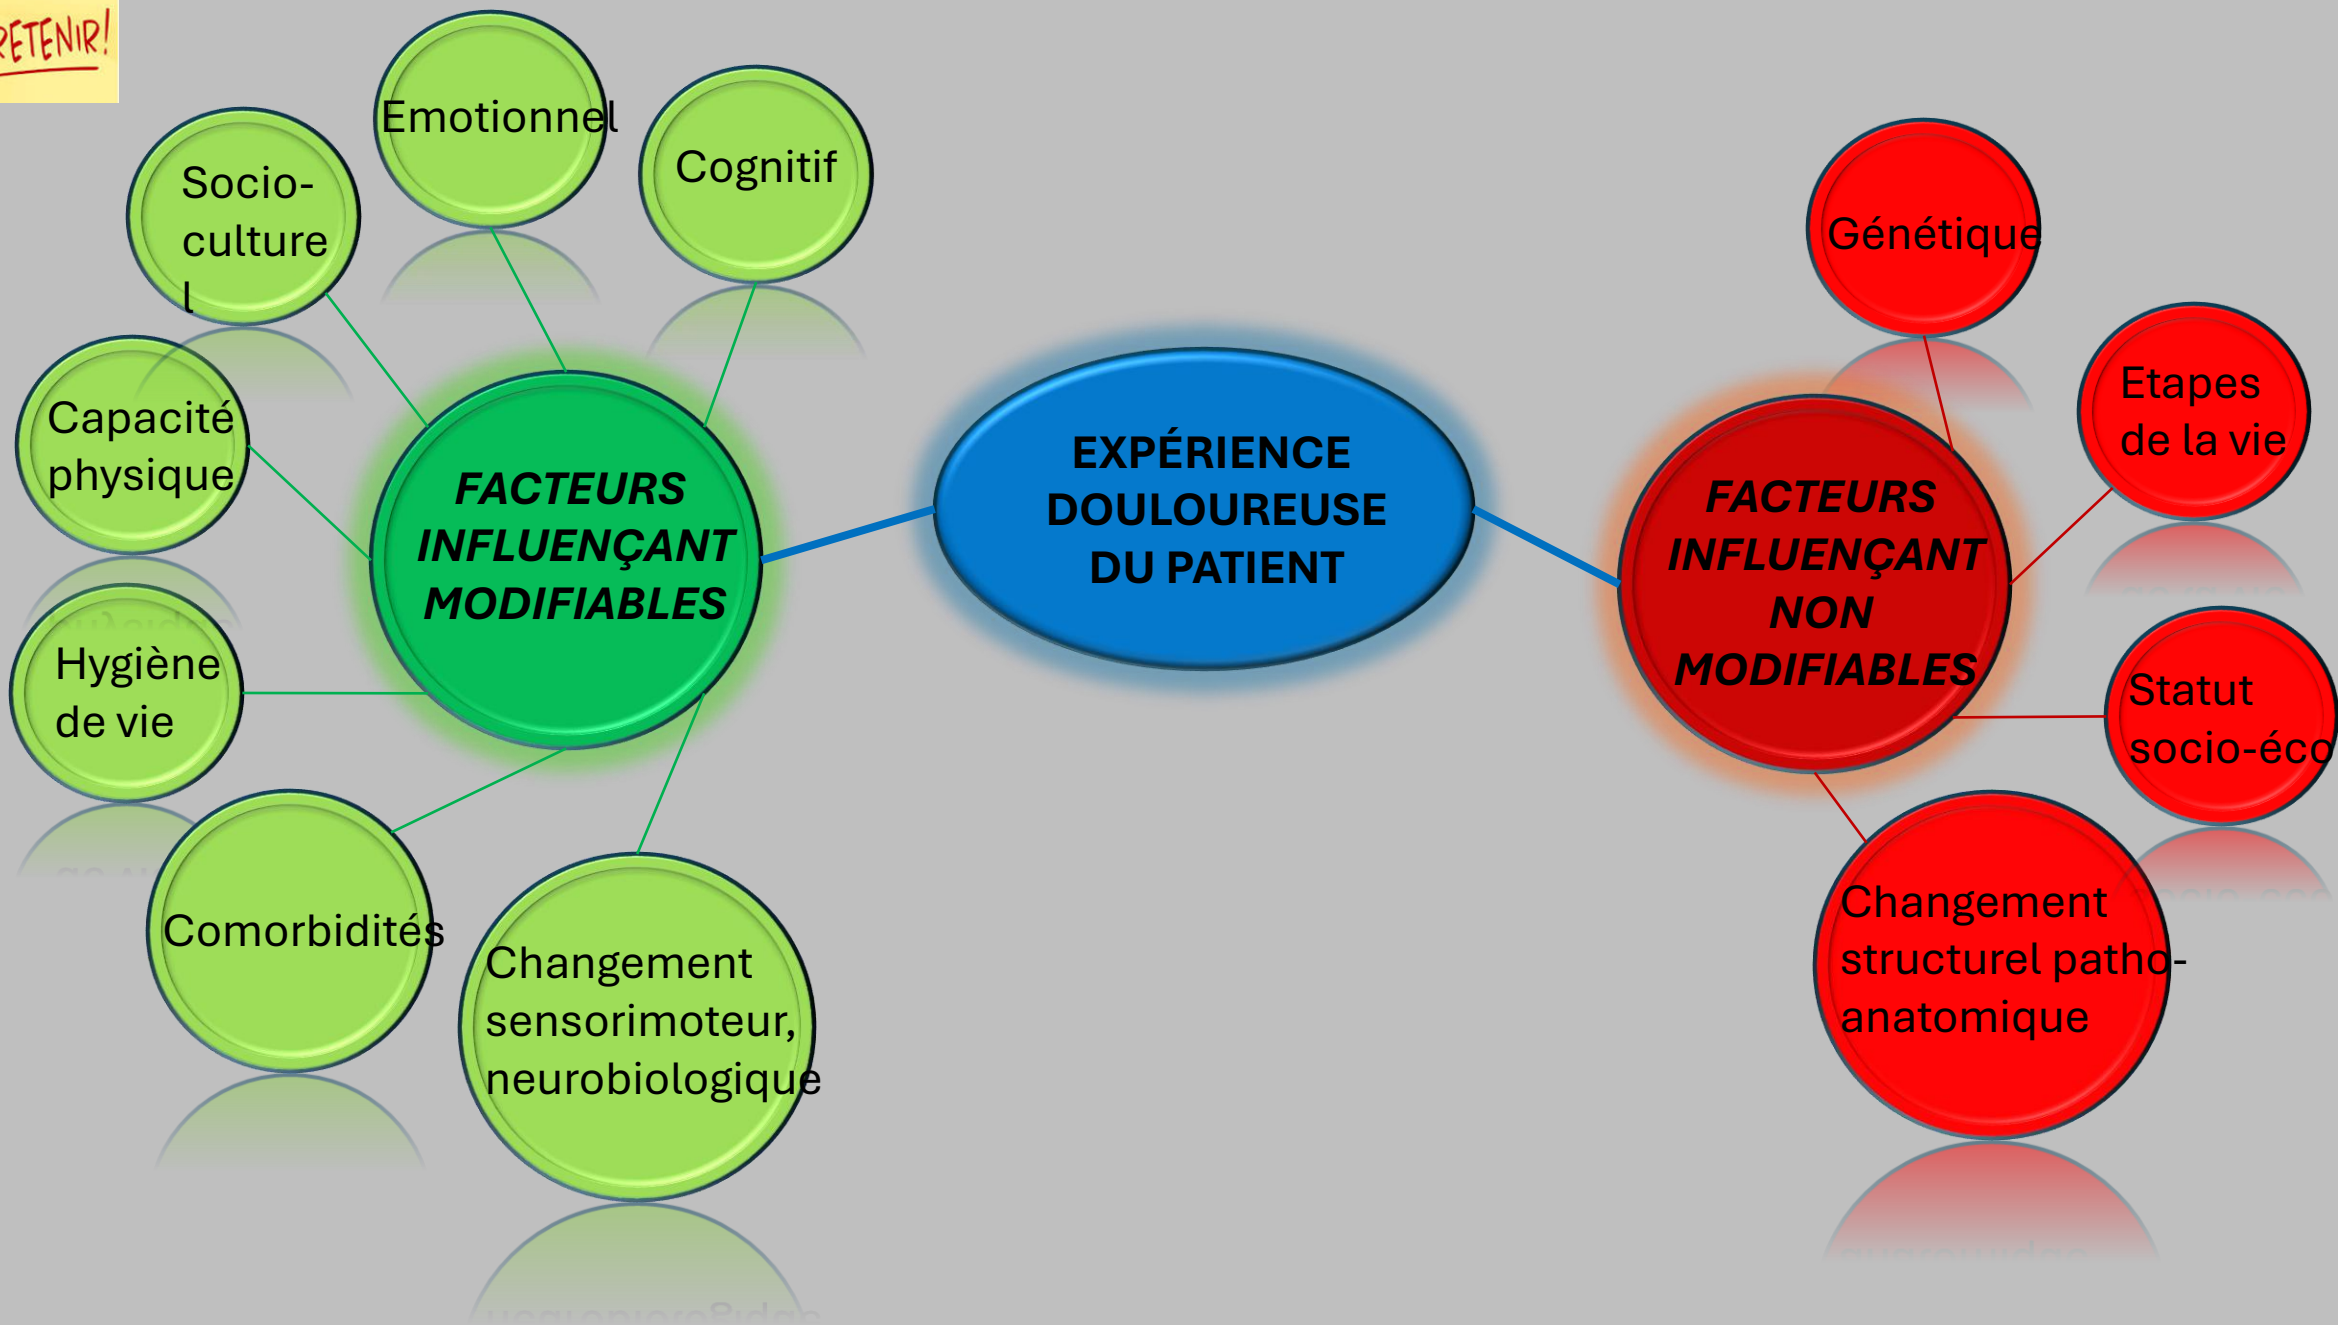 RETENIR!
Emotionnel
Cognitif
Socio-
culture
l
Capacité
physique
Hygiène
de vie
Comorbidités
Changement
sensorimoteur,
neurobiologique
FACTEURS
INFLUENÇANT
MODIFIABLES
EXPÉRIENCE
DOULOUREUSE
DU PATIENT
FACTEURS
INFLUENÇANT
NON
MODIFIABLES
Génétique
Etapes
de la vie
Statut
socio-éco
Changement
structurel patho-
anatomique